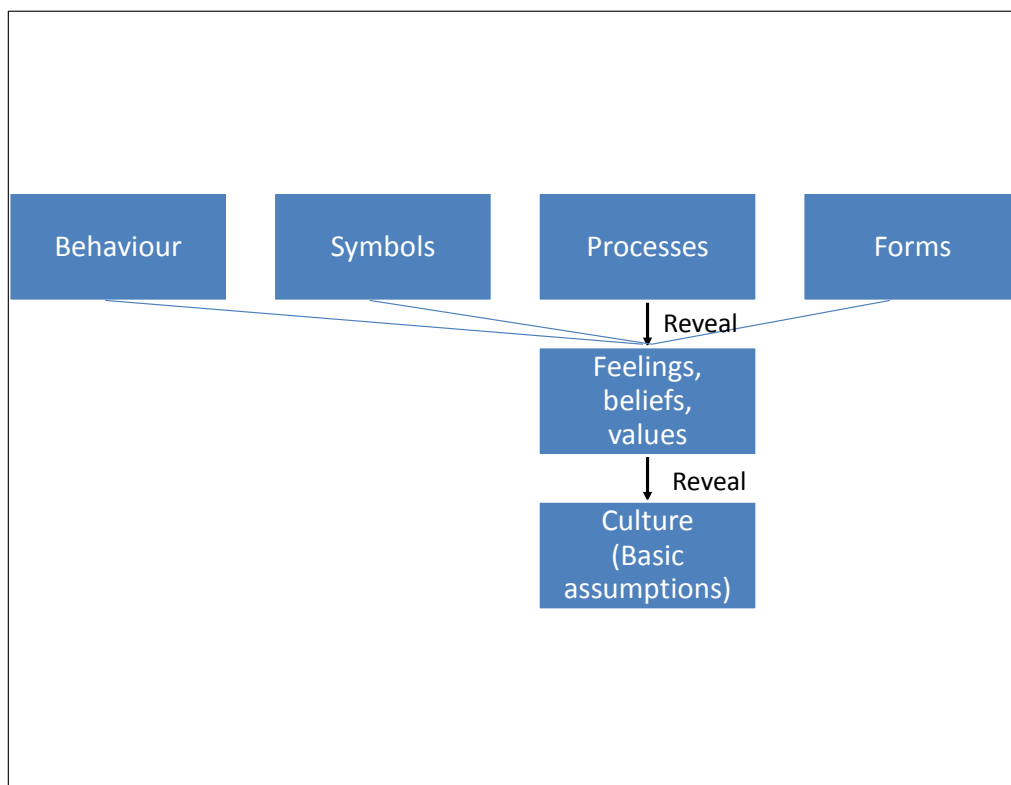 Behaviour
Symbols
Processes
Forms
Reveal
Feelings,
beliefs,
values
Reveal
Culture
(Basic
assumptions)